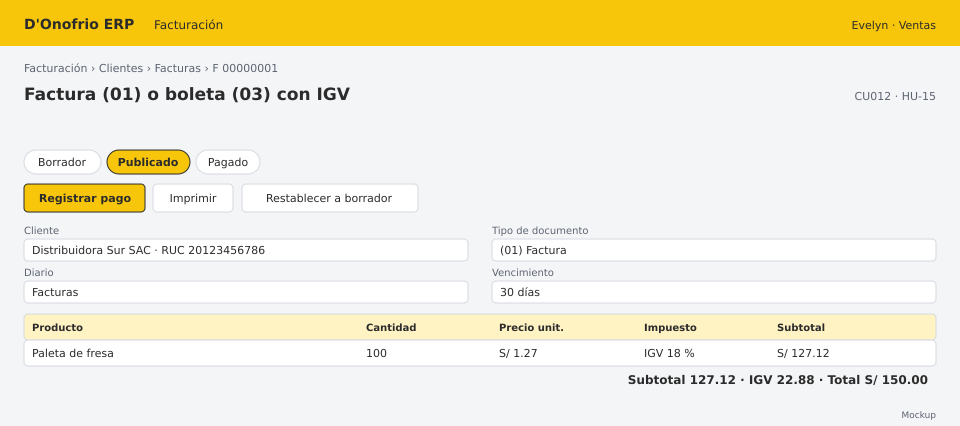 D'Onofrio ERP Facturación Evelyn · Ventas
Facturación › Clientes › Facturas › F 00000001
Factura (01) o boleta (03) con IGV CU012 · HU-15
Borrador Publicado Pagado
Registrar pago Imprimir Restablecer a borrador
Cliente Tipo de documento
Distribuidora Sur SAC · RUC 20123456786 (01) Factura
Diario Vencimiento
Facturas 30 días
Producto Cantidad Precio unit. Impuesto Subtotal
Paleta de fresa 100 S/ 1.27 IGV 18 % S/ 127.12
Subtotal 127.12 · IGV 22.88 · Total S/ 150.00
Mockup